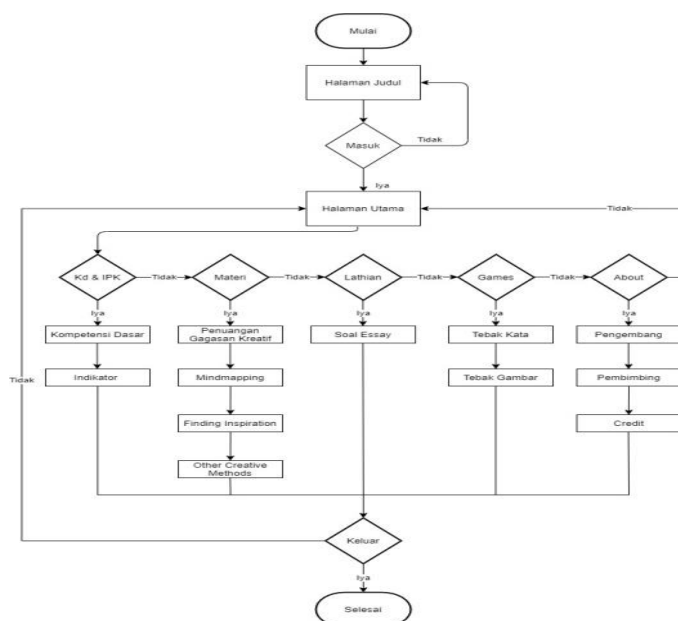 Mulai
Halaman Judul
Masuk
Tidak
Iya
Halaman Utama
Tidak
Kd & IPK
Tidak
Materi
Tidak
Lathian
Tidak
Games
Tidak
About
Iya
Iya
Iya
Iya
Iya
Kompetensi Dasar
Penuangan
Gagasan Kreatif
Soal Essay
Tebak Kata
Pengembang
Tidak
Indikator
Mindmapping
Tebak Gambar
Pembimbing
Finding Inspiration
Credit
Other Creative
Methods
Keluar
Iya
Selesai